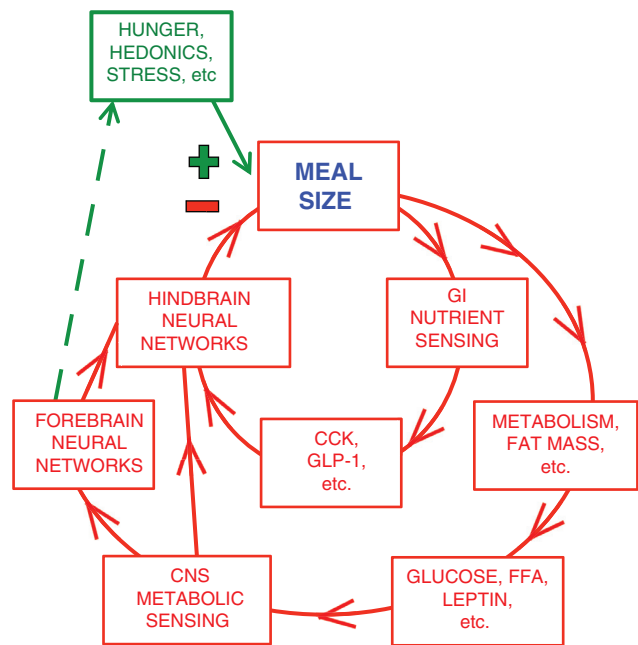 HUNGER,
HEDONICS,
STRESS, etc
MEAL
SIZE
HINDBRAIN
NEURAL
NETWORKS
GI
NUTRIENT
SENSING
FOREBRAIN
NEURAL
NETWORKS
CCK,
GLP-1,
etc.
METABOLISM,
FAT MASS,
etc.
CNS
METABOLIC
SENSING
GLUCOSE, FFA,
LEPTIN,
etc.